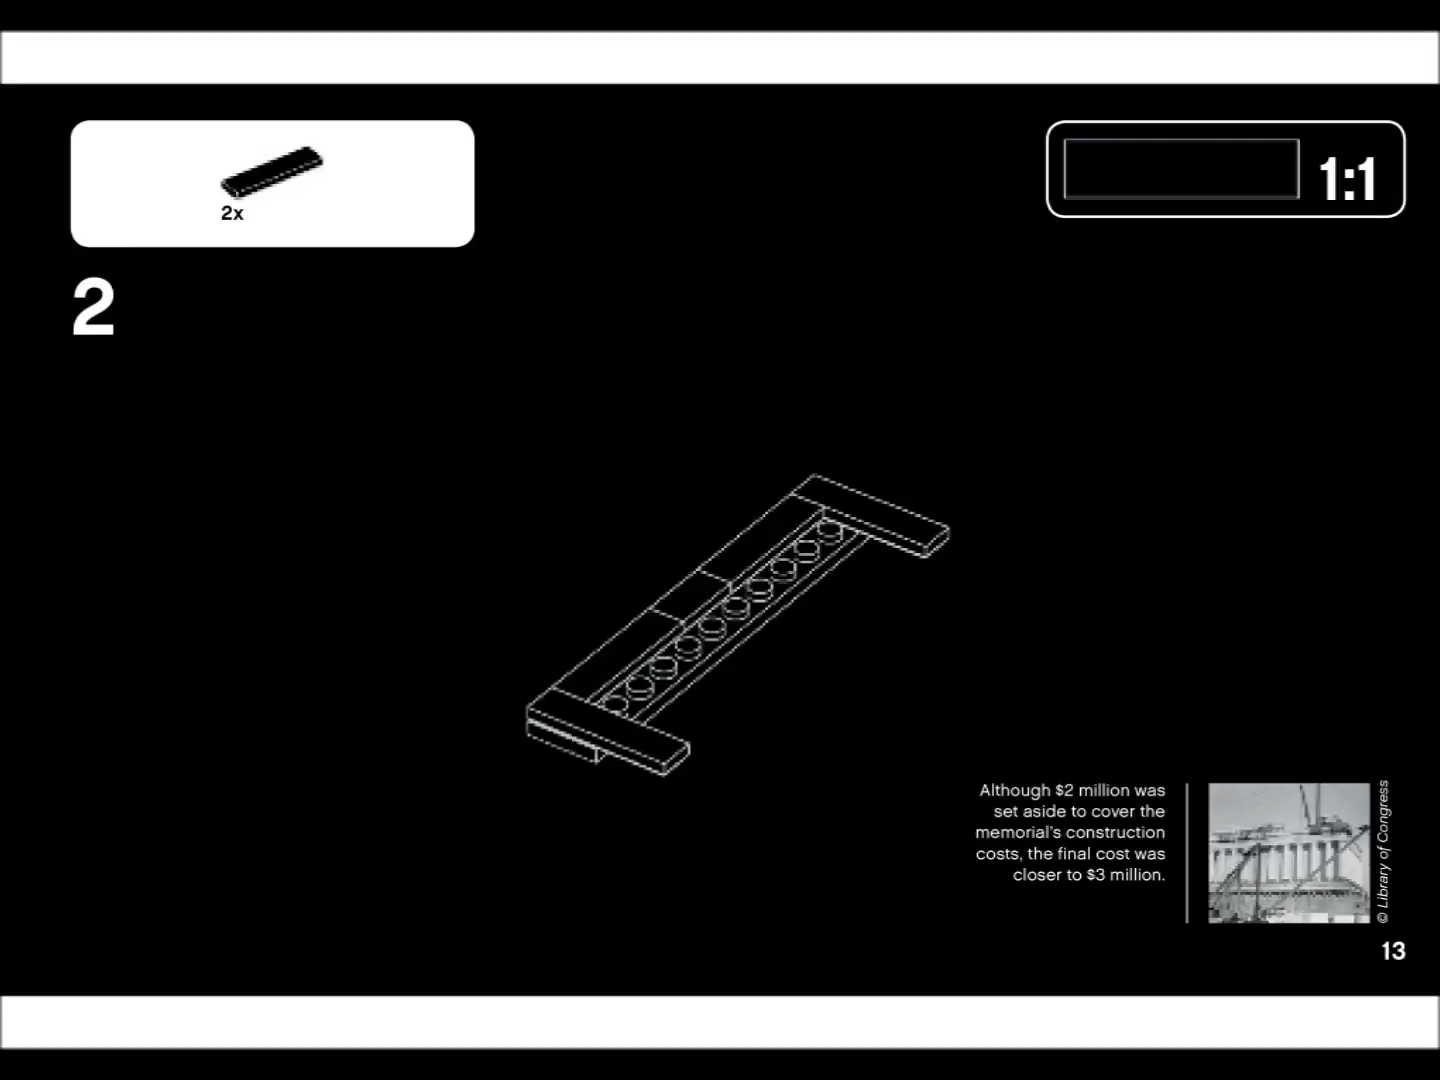 2x
1:1
2
Although $2 million was
set aside to cover the
memorial's construction
costs, the final cost was
closer to $3 million.
© Library of Congress
13